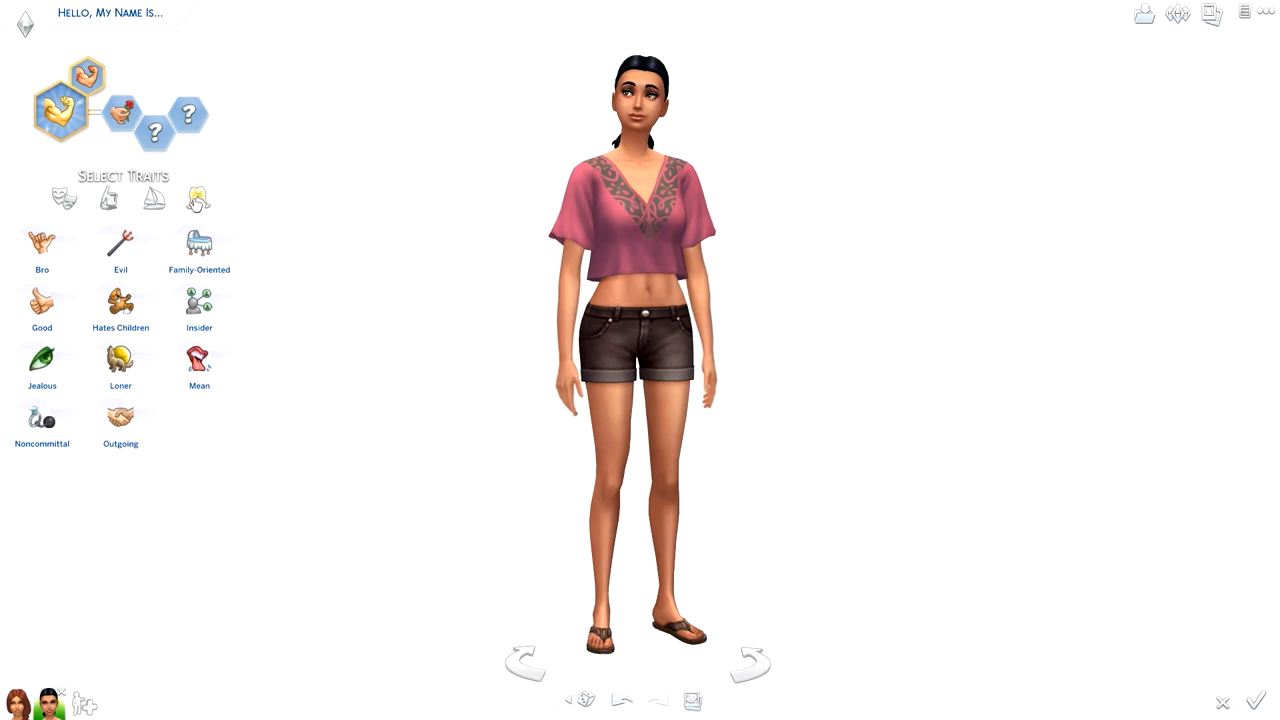 Hello, My Name Is...
Select Traits
Bro
Evil
Family-Oriented
Good
Hates Children
Insider
Jealous
Loner
Mean
Noncommittal
Outgoing